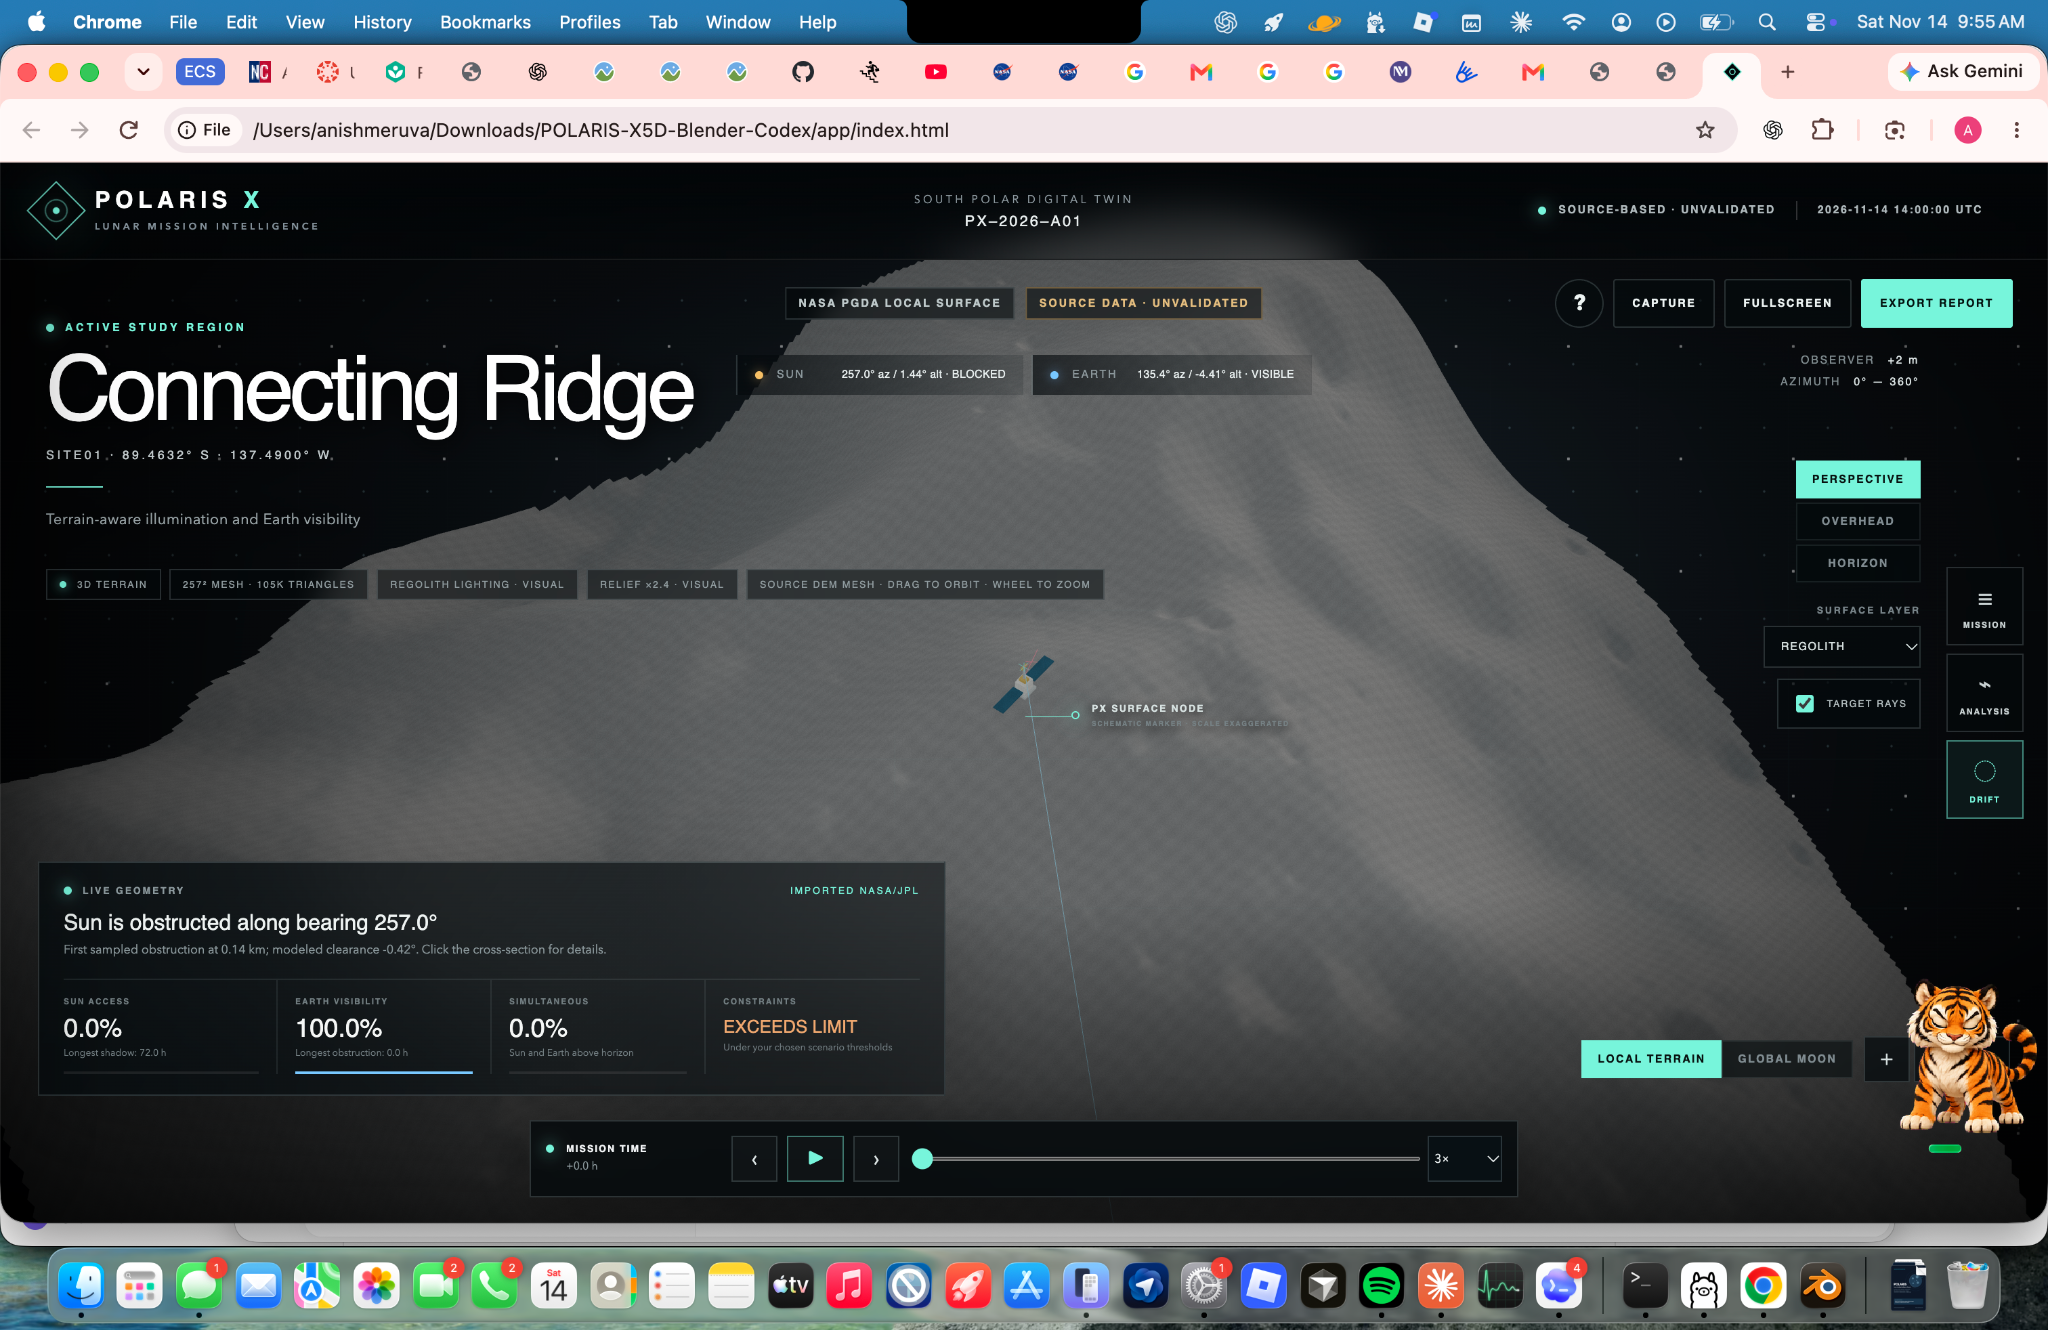 Chrome File Edit View History Bookmarks Profiles Tab Window Help
Sat Nov 14 9:55 AM
ECS
NC
Ask Gemini
File /Users/anishmeruva/Downloads/POLARIS-X5D-Blender-Codex/app/index.html
A
POLARIS X
LUNAR MISSION INTELLIGENCE
SOUTH POLAR DIGITAL TWIN
PX–2026–A01
SOURCE-BASED · UNVALIDATED
2026-11-14 14:00:00 UTC
NASA PGDA LOCAL SURFACE
SOURCE DATA · UNVALIDATED
?
CAPTURE
FULLSCREEN
EXPORT REPORT
ACTIVE STUDY REGION
Connecting Ridge
SITE01 · 89.4632° S : 137.4900° W
Terrain-aware illumination and Earth visibility
SUN 257.0° az / 1.44° alt · BLOCKED
EARTH 135.4° az / -4.41° alt · VISIBLE
OBSERVER +2 m
AZIMUTH 0° — 360°
3D TERRAIN
257² MESH · 105K TRIANGLES
REGOLITH LIGHTING · VISUAL
RELIEF x2.4 · VISUAL
SOURCE DEM MESH · DRAG TO ORBIT · WHEEL TO ZOOM
PERSPECTIVE
OVERHEAD
HORIZON
SURFACE LAYER
REGOLITH
TARGET RAYS
MISSION
ANALYSIS
DRIFT
PX SURFACE NODE
SCHEMATIC MARKER · SCALE EXAGGERATED
LIVE GEOMETRY
IMPORTED NASA/JPL
Sun is obstructed along bearing 257.0°
First sampled obstruction at 0.14 km; modeled clearance -0.42°. Click the cross-section for details.
SUN ACCESS
0.0%
Longest shadow: 72.0 h
EARTH VISIBILITY
100.0%
Longest obstruction: 0.0 h
SIMULTANEOUS
0.0%
Sun and Earth above horizon
CONSTRAINTS
EXCEEDS LIMIT
Under your chosen scenario thresholds
LOCAL TERRAIN
GLOBAL MOON
+
MISSION TIME
+0.0 h
3×
1
2
2
Sat
14
tv
1
4